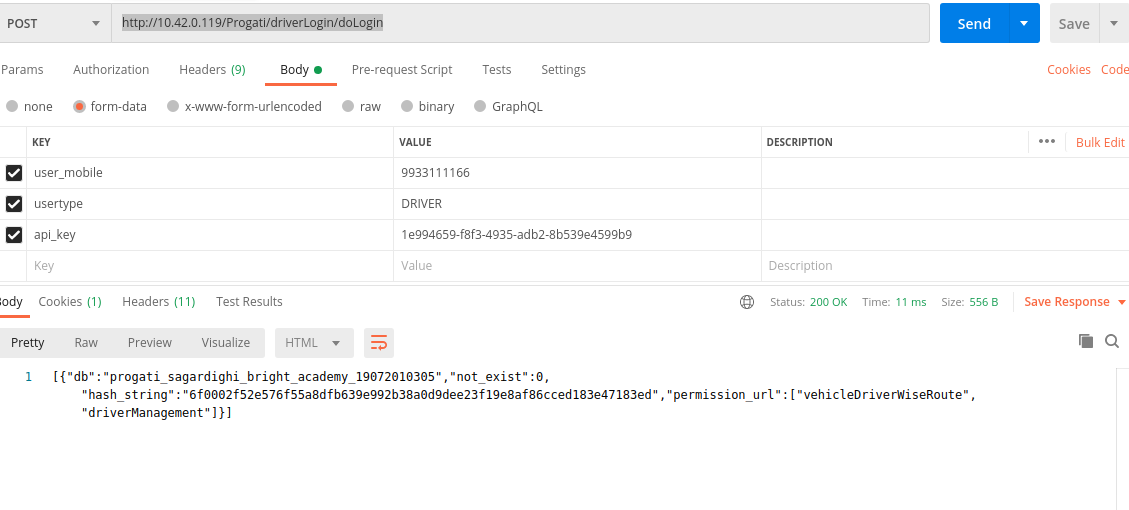 POST http://10.42.0.119/Progati/driverLogin/doLogin Send Save
Params Authorization Headers (9) Body Pre-request Script Tests Settings Cookies Code
none form-data x-www-form-urlencoded raw binary GraphQL
KEY VALUE DESCRIPTION ••• Bulk Edit
user_mobile 9933111166
usertype DRIVER
api_key 1e994659-f8f3-4935-adb2-8b539e4599b9
Key Value Description
Body Cookies (1) Headers (11) Test Results Status: 200 OK Time: 11 ms Size: 556 B Save Response
Pretty Raw Preview Visualize HTML
1 [{"db":"progati_sagardighi_bright_academy_19072010305","not_exist":0,
"hash_string":"6f0002f52e576f55a8dfb639e992b38a0d9dee23f19e8af86cced183e47183ed","permission_url":["vehicleDriverWiseRoute",
"driverManagement"]}]